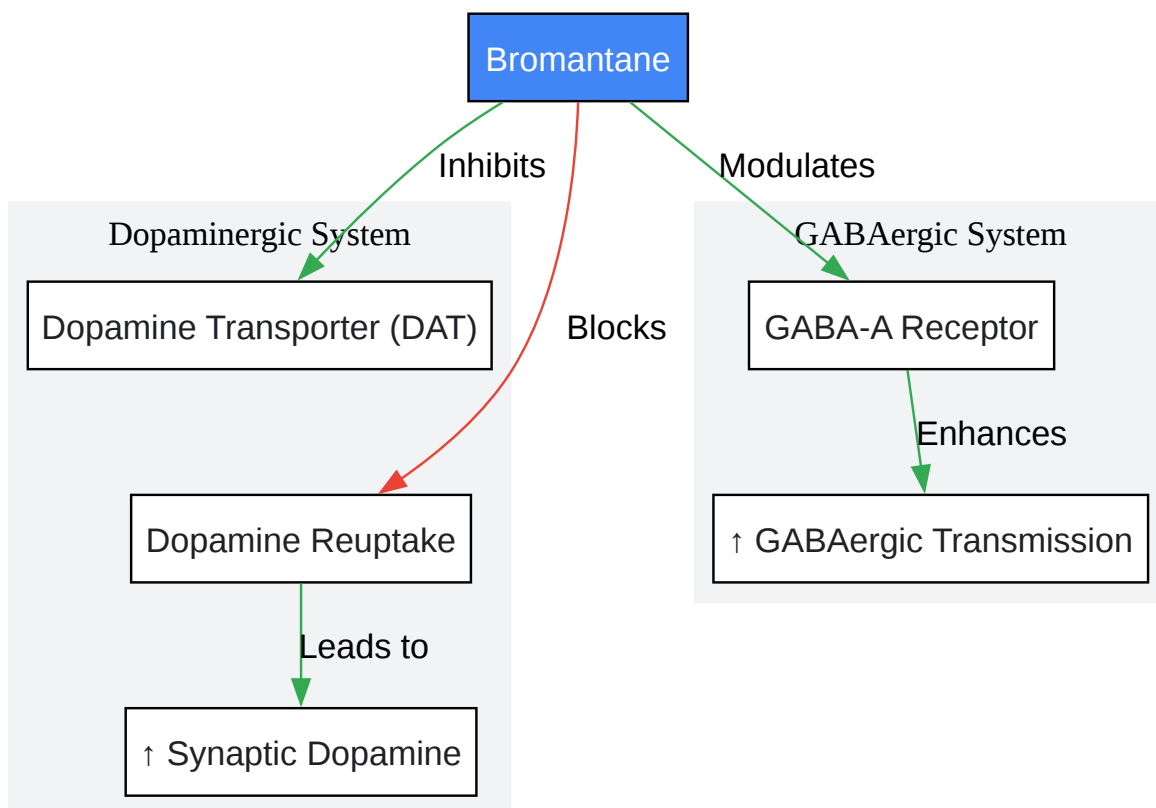 Bromantane
Inhibits
Modulates
Dopaminergic System
GABAergic System
Dopamine Transporter (DAT)
Blocks
GABA-A Receptor
Enhances
Dopamine Reuptake
↑ GABAergic Transmission
Leads to
↑ Synaptic Dopamine